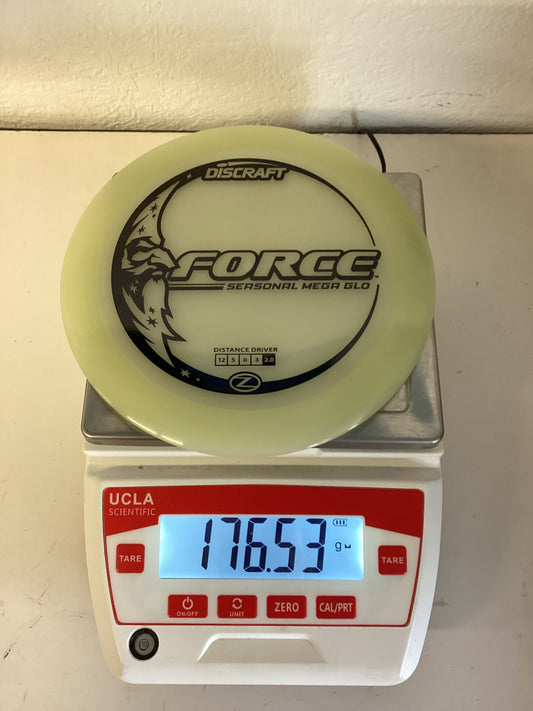 DISCRAFT
FORCE™
SEASONAL MEGA GLO
DISTANCE DRIVER
12 5 0 3 2.0
Z
UCLA
SCIENTIFIC
176.53 g
TARE
TARE
ON/OFF
UNIT
ZERO
CAL/PRT